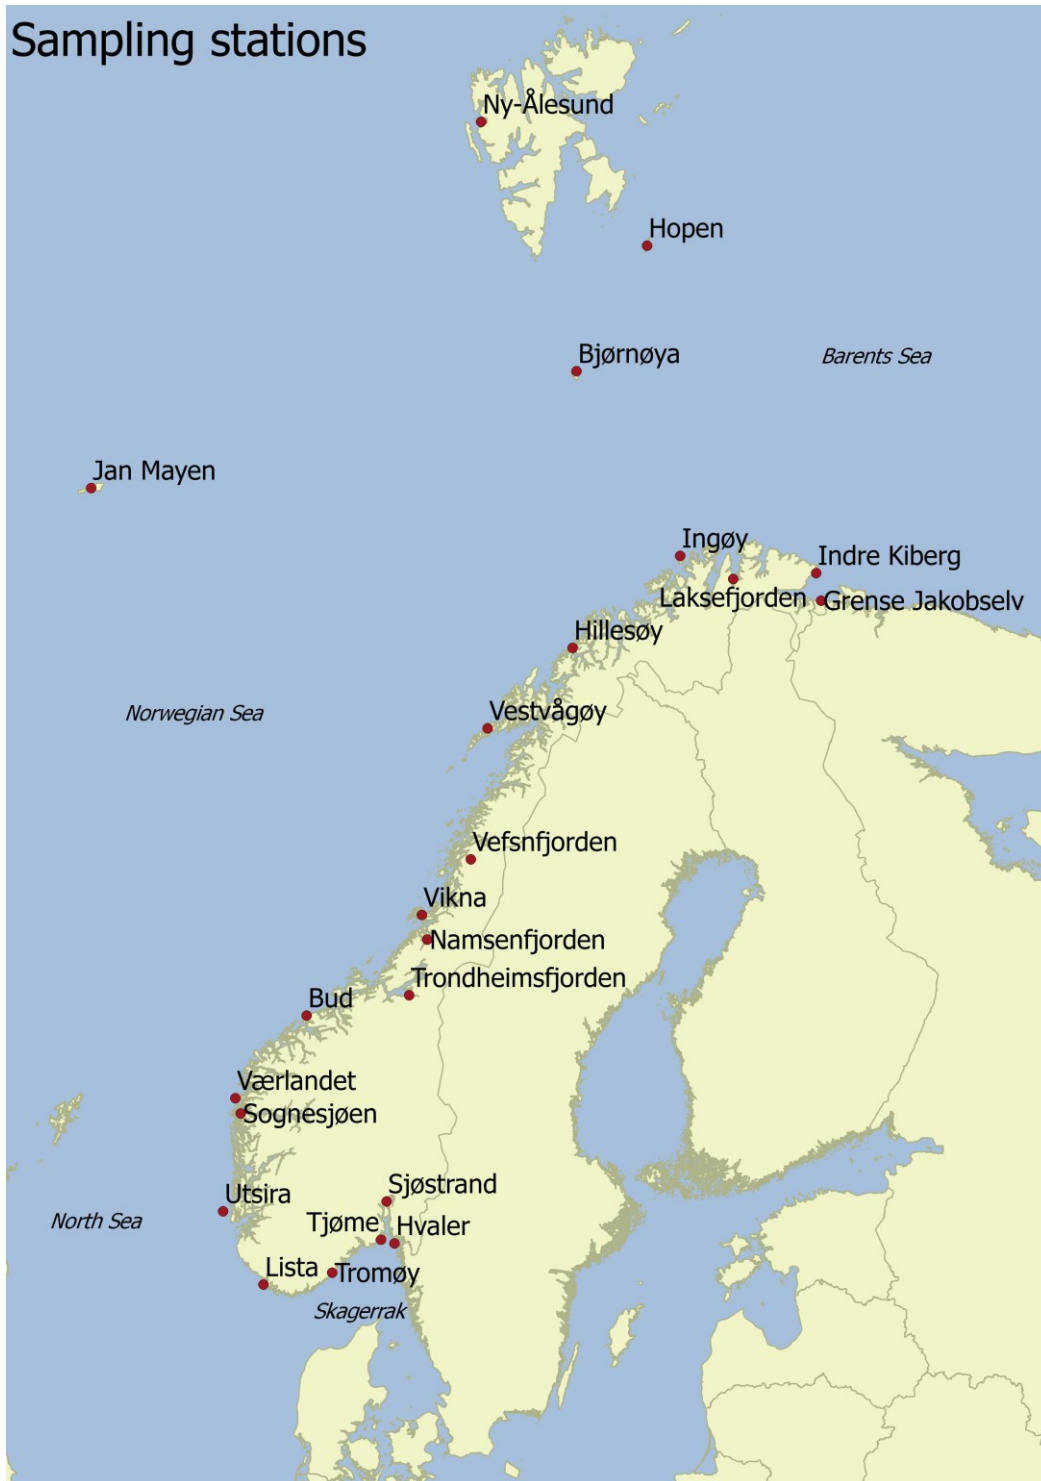 Sampling stations
Ny-Ålesund
Hopen
Bjørnøya
Barents Sea
Jan Mayen
Ingøy
Indre Kiberg
Laksefjorden
Grense Jakobselv
Hillesøy
Norwegian Sea
Vestvågøy
Vefsnfjorden
Vikna
Namsenfjorden
Trondheimsfjorden
Bud
Værlandet
Sognesjøen
Sjøstrand
Utsira
North Sea
Tjøme
Hvaler
Lista
Tromøy
Skagerrak